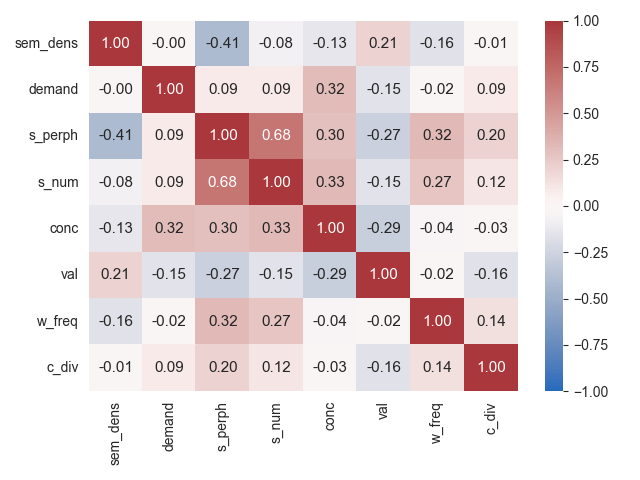 sem_dens 1.00 -0.00 -0.41 -0.08 -0.13 0.21 -0.16 -0.01
demand -0.00 1.00 0.09 0.09 0.32 -0.15 -0.02 0.09
s_perph -0.41 0.09 1.00 0.68 0.30 -0.27 0.32 0.20
s_num -0.08 0.09 0.68 1.00 0.33 -0.15 0.27 0.12
conc -0.13 0.32 0.30 0.33 1.00 -0.29 -0.04 -0.03
val 0.21 -0.15 -0.27 -0.15 -0.29 1.00 -0.02 -0.16
w_freq -0.16 -0.02 0.32 0.27 -0.04 -0.02 1.00 0.14
c_div -0.01 0.09 0.20 0.12 -0.03 -0.16 0.14 1.00
sem_dens demand s_perph s_num conc val w_freq c_div
1.00
0.75
0.50
0.25
0.00
−0.25
−0.50
−0.75
−1.00